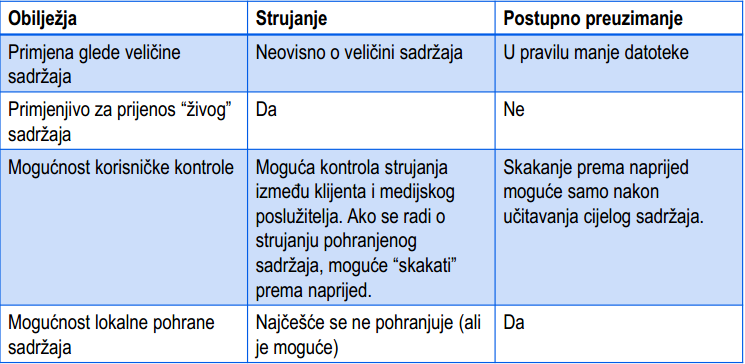 Obilježja
Strujanje
Postupno preuzimanje
Primjena glede veličine
sadržaja
Neovisno o veličini sadržaja
U pravilu manje datoteke
Primjenjivo za prijenos “živog”
sadržaja
Da
Ne
Mogućnost korisničke kontrole
Moguća kontrola strujanja
između klijenta i medijskog
poslužitelja. Ako se radi o
strujanju pohranjenog
sadržaja, moguće “skakati”
prema naprijed.
Skakanje prema naprijed
moguće samo nakon
učitavanja cijelog sadržaja.
Mogućnost lokalne pohrane
sadržaja
Najčešće se ne pohranjuje (ali
je moguće)
Da